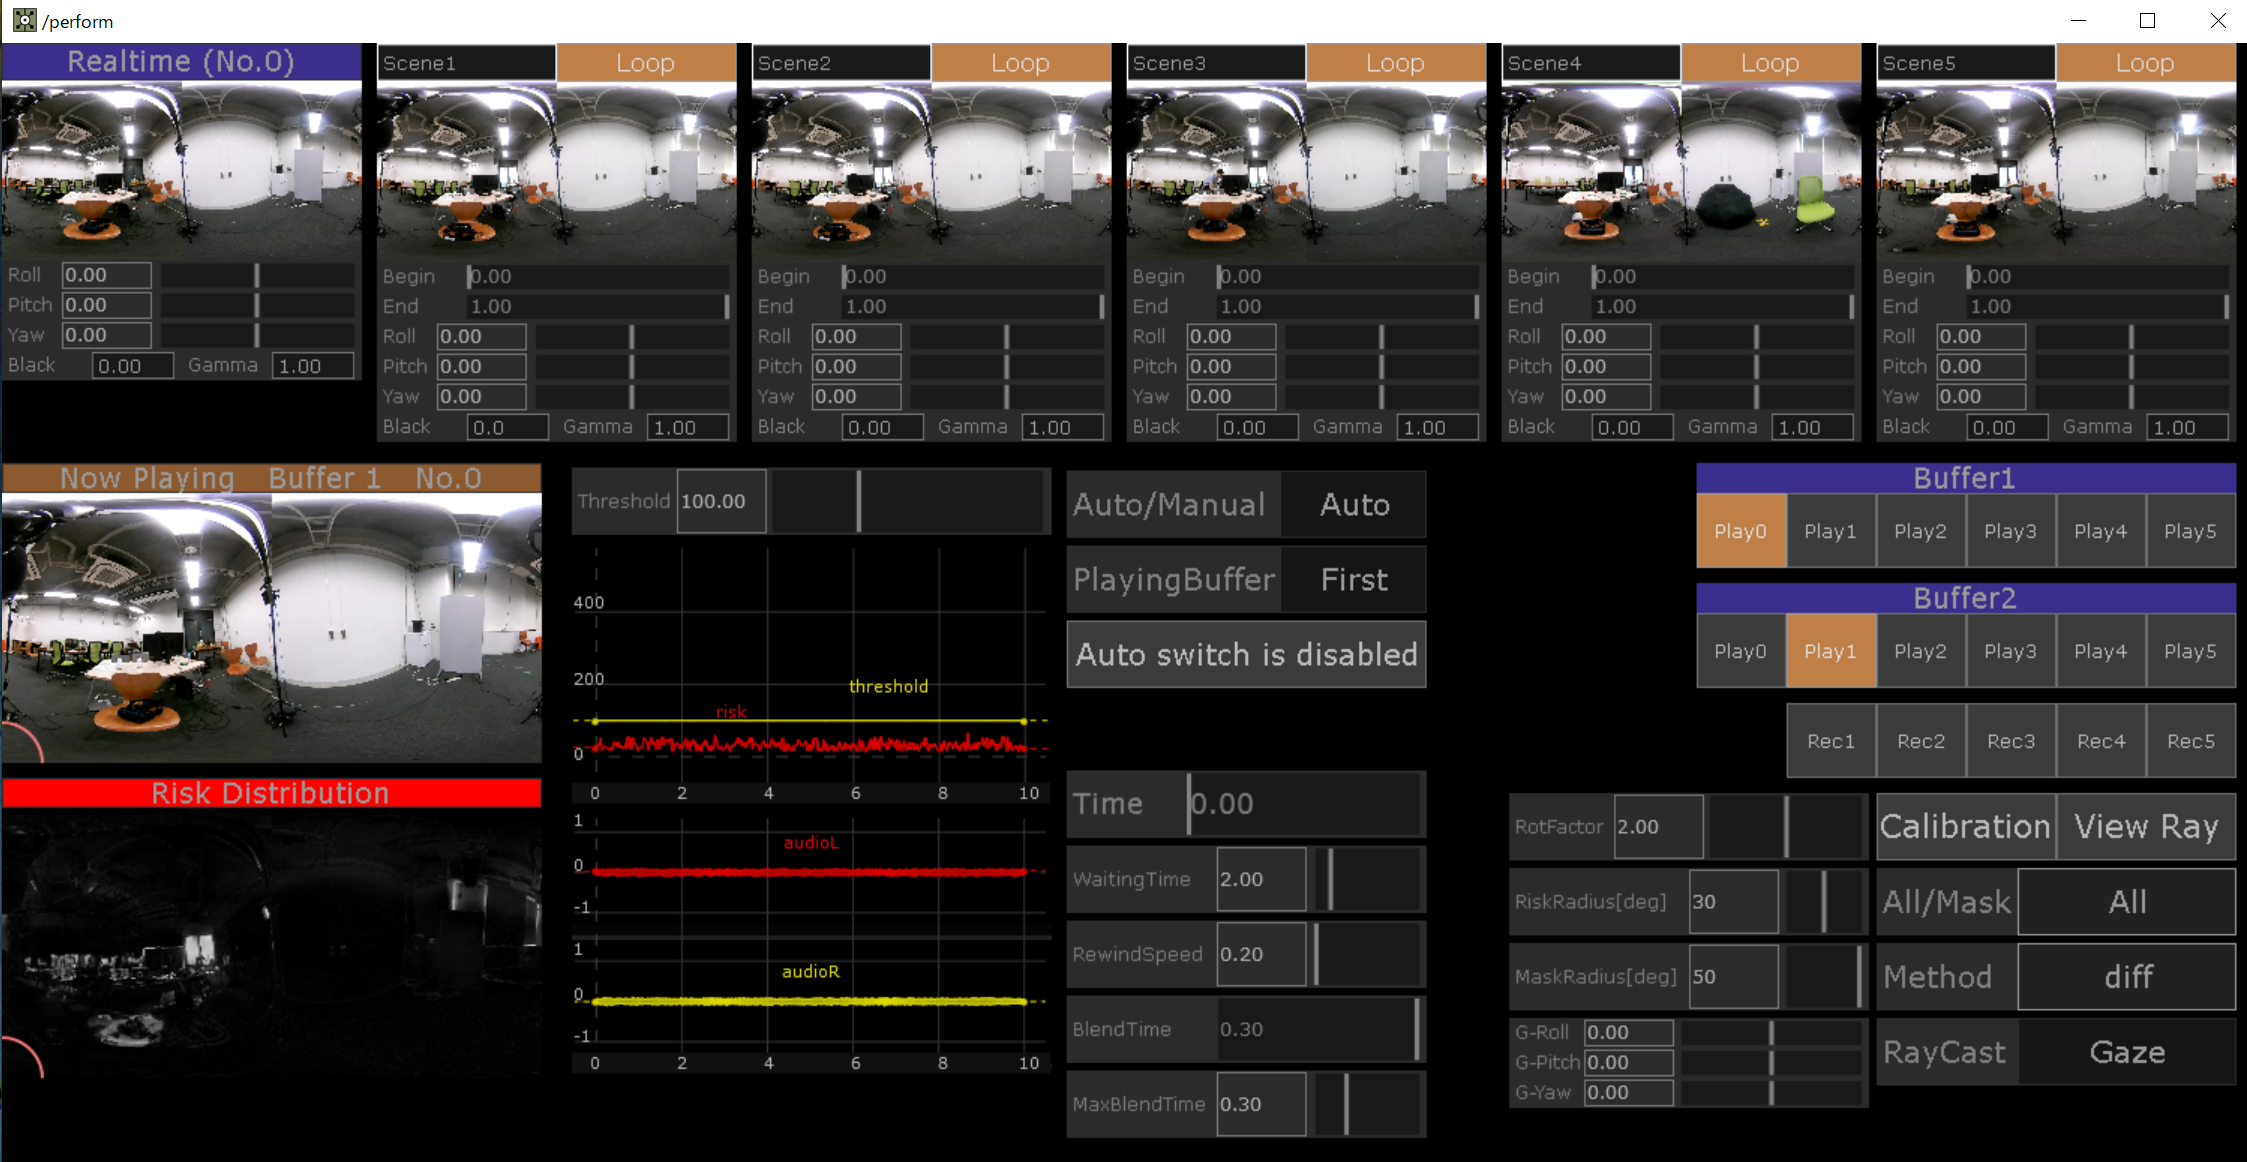 /perform
Realtime (No.0)
Scene1 Loop
Scene2 Loop
Scene3 Loop
Scene4 Loop
Scene5 Loop
Roll 0.00
Pitch 0.00
Yaw 0.00
Black 0.00 Gamma 1.00
Begin 0.00
End 1.00
Roll 0.00
Pitch 0.00
Yaw 0.00
Black 0.0 Gamma 1.00
Begin 0.00
End 1.00
Roll 0.00
Pitch 0.00
Yaw 0.00
Black 0.00 Gamma 1.00
Begin 0.00
End 1.00
Roll 0.00
Pitch 0.00
Yaw 0.00
Black 0.00 Gamma 1.00
Begin 0.00
End 1.00
Roll 0.00
Pitch 0.00
Yaw 0.00
Black 0.00 Gamma 1.00
Begin 0.00
End 1.00
Roll 0.00
Pitch 0.00
Yaw 0.00
Black 0.00 Gamma 1.00
Now Playing Buffer 1 No.0
Risk Distribution
Threshold 100.00
400
200
threshold
risk
0
0 2 4 6 8 10
1
audioL
0
-1
1
audioR
0
-1
0 2 4 6 8 10
Auto/Manual Auto
PlayingBuffer First
Auto switch is disabled
Time 0.00
WaitingTime 2.00
RewindSpeed 0.20
BlendTime 0.30
MaxBlendTime 0.30
Buffer1
Play0 Play1 Play2 Play3 Play4 Play5
Buffer2
Play0 Play1 Play2 Play3 Play4 Play5
Rec1 Rec2 Rec3 Rec4 Rec5
RotFactor 2.00
RiskRadius[deg] 30
MaskRadius[deg] 50
G-Roll 0.00
G-Pitch 0.00
G-Yaw 0.00
Calibration View Ray
All/Mask All
Method diff
RayCast Gaze